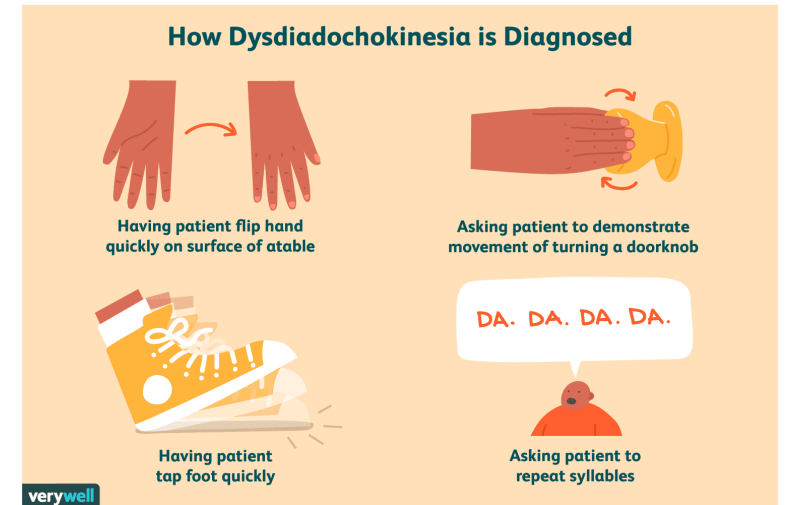 How Dysdiadochokinesia is Diagnosed
Having patient flip hand
quickly on surface of atable
Asking patient to demonstrate
movement of turning a doorknob
DA. DA. DA. DA.
Having patient
tap foot quickly
Asking patient to
repeat syllables
verywell